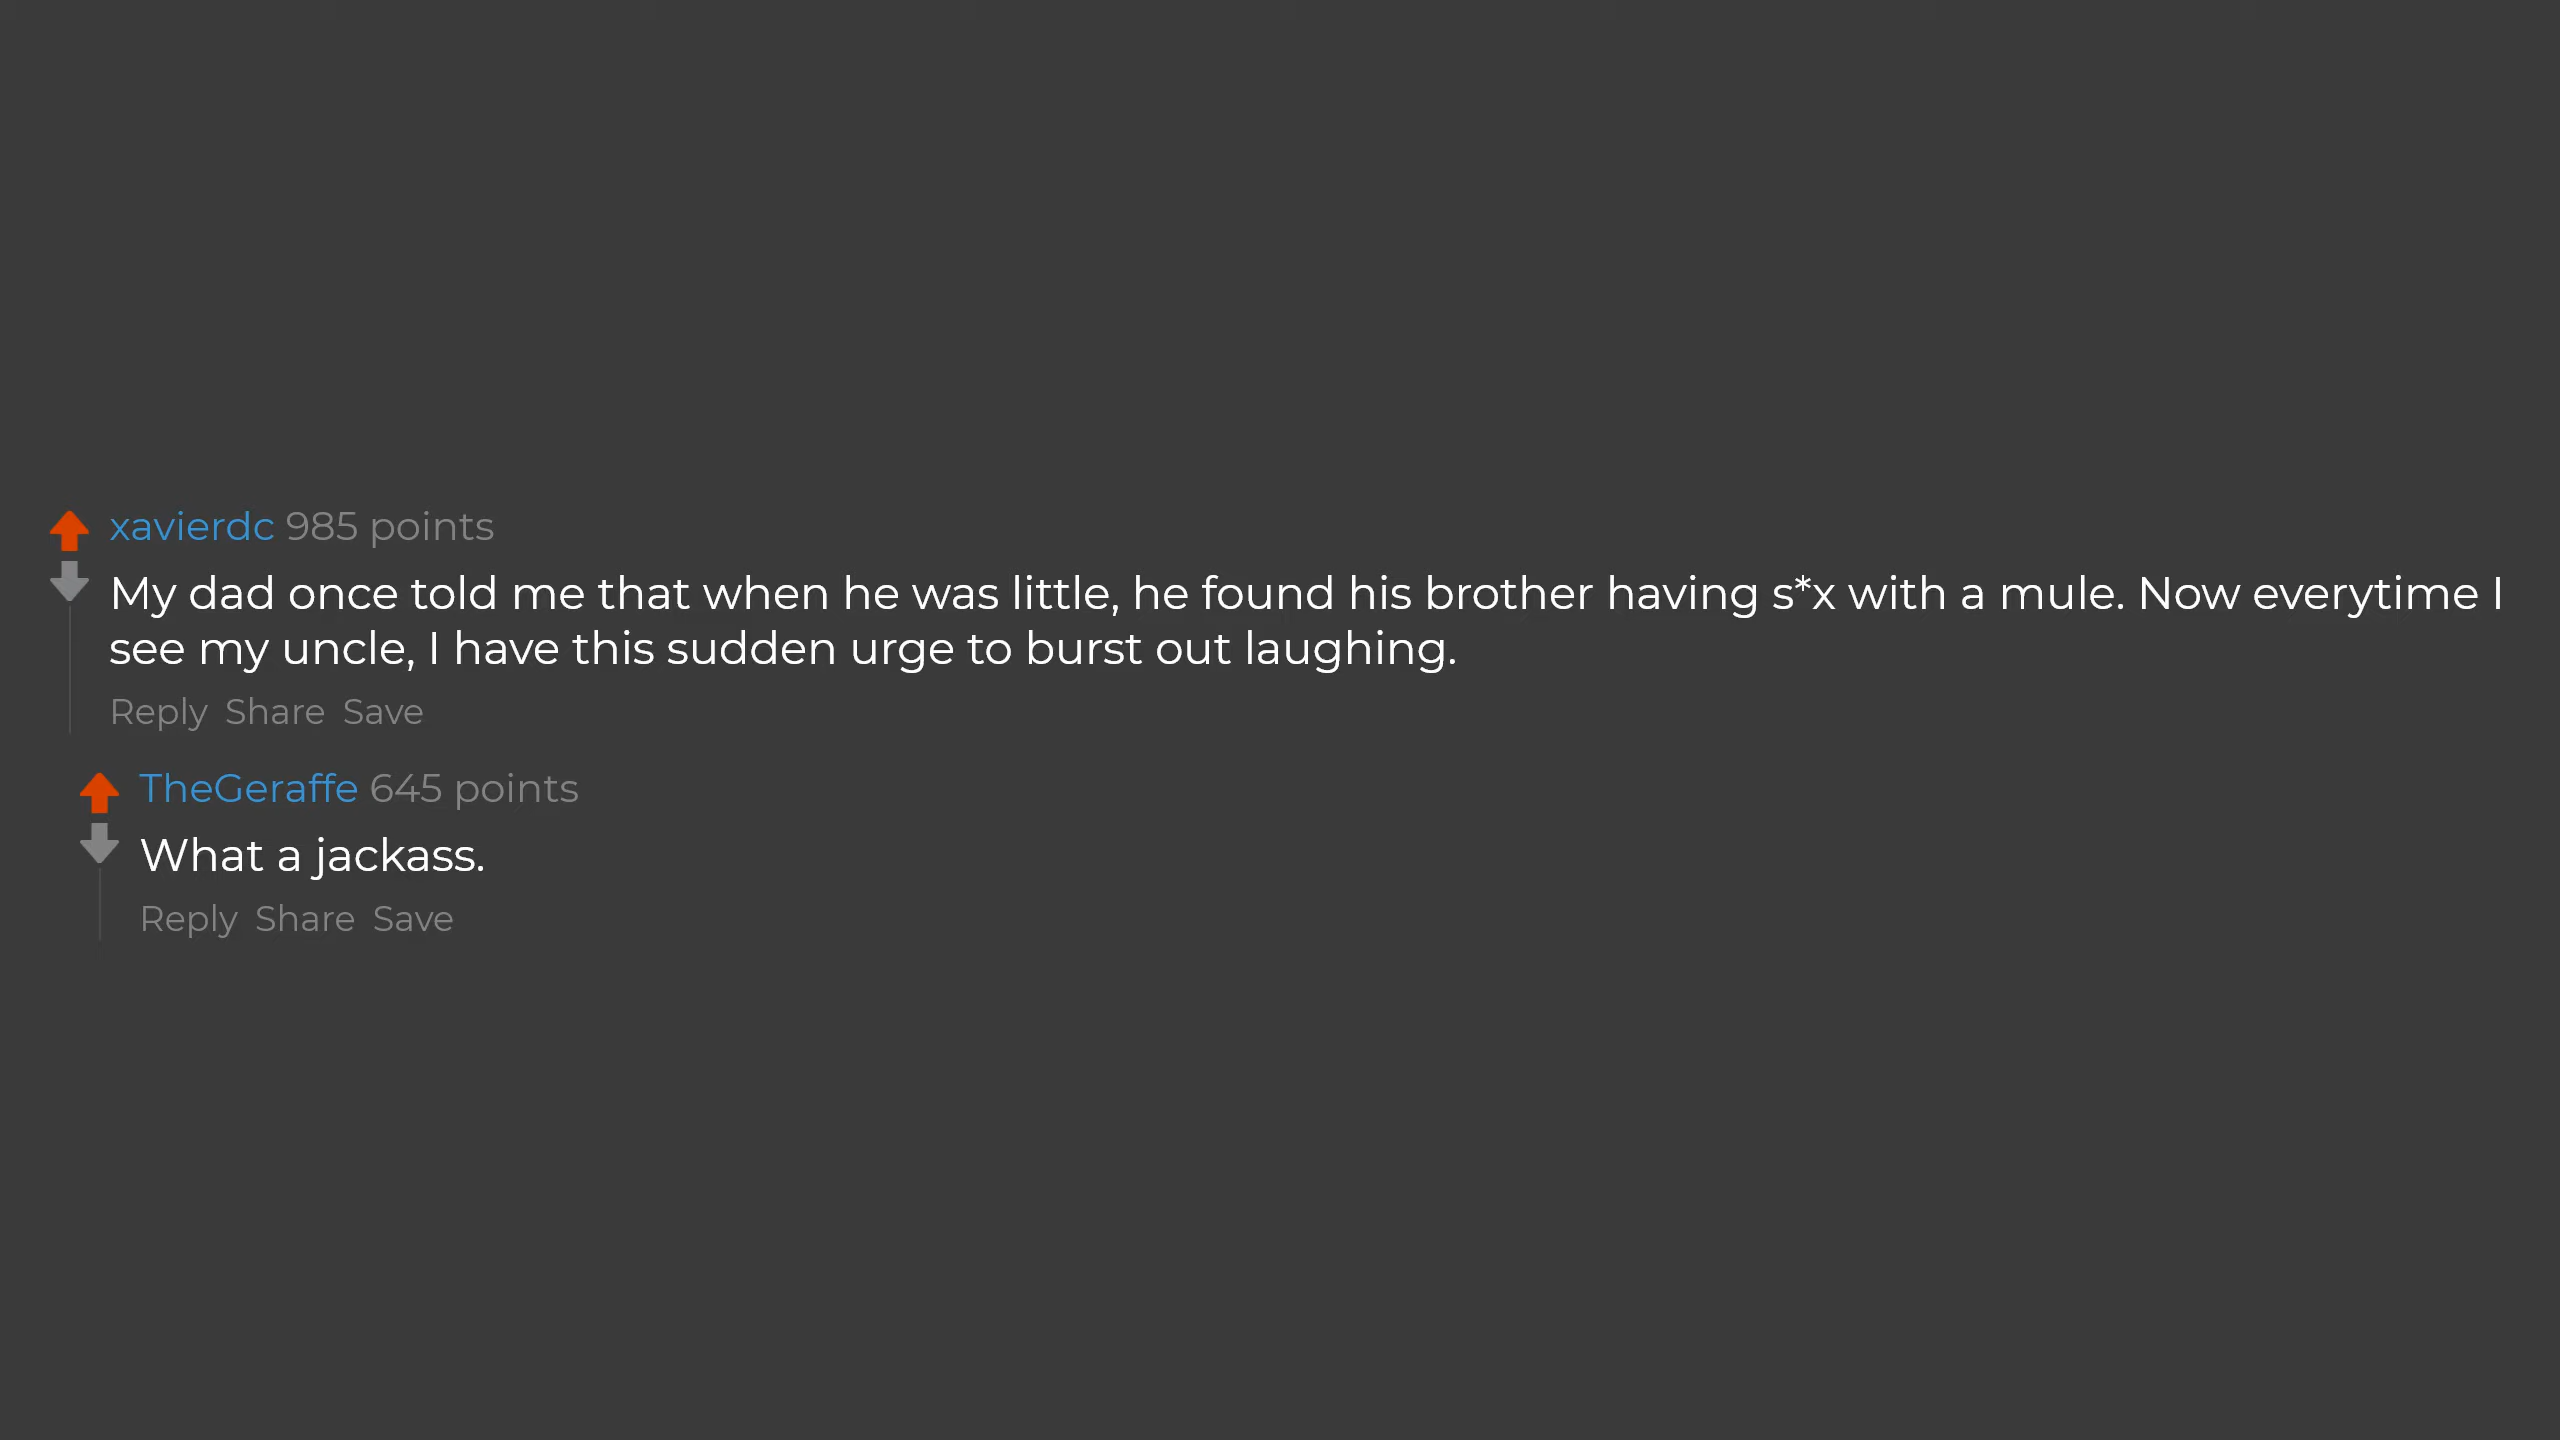 xavierdc 985 points
My dad once told me that when he was little, he found his brother having s*x with a mule. Now everytime I
see my uncle, I have this sudden urge to burst out laughing.
Reply Share Save
TheGeraffe 645 points
What a jackass.
Reply Share Save